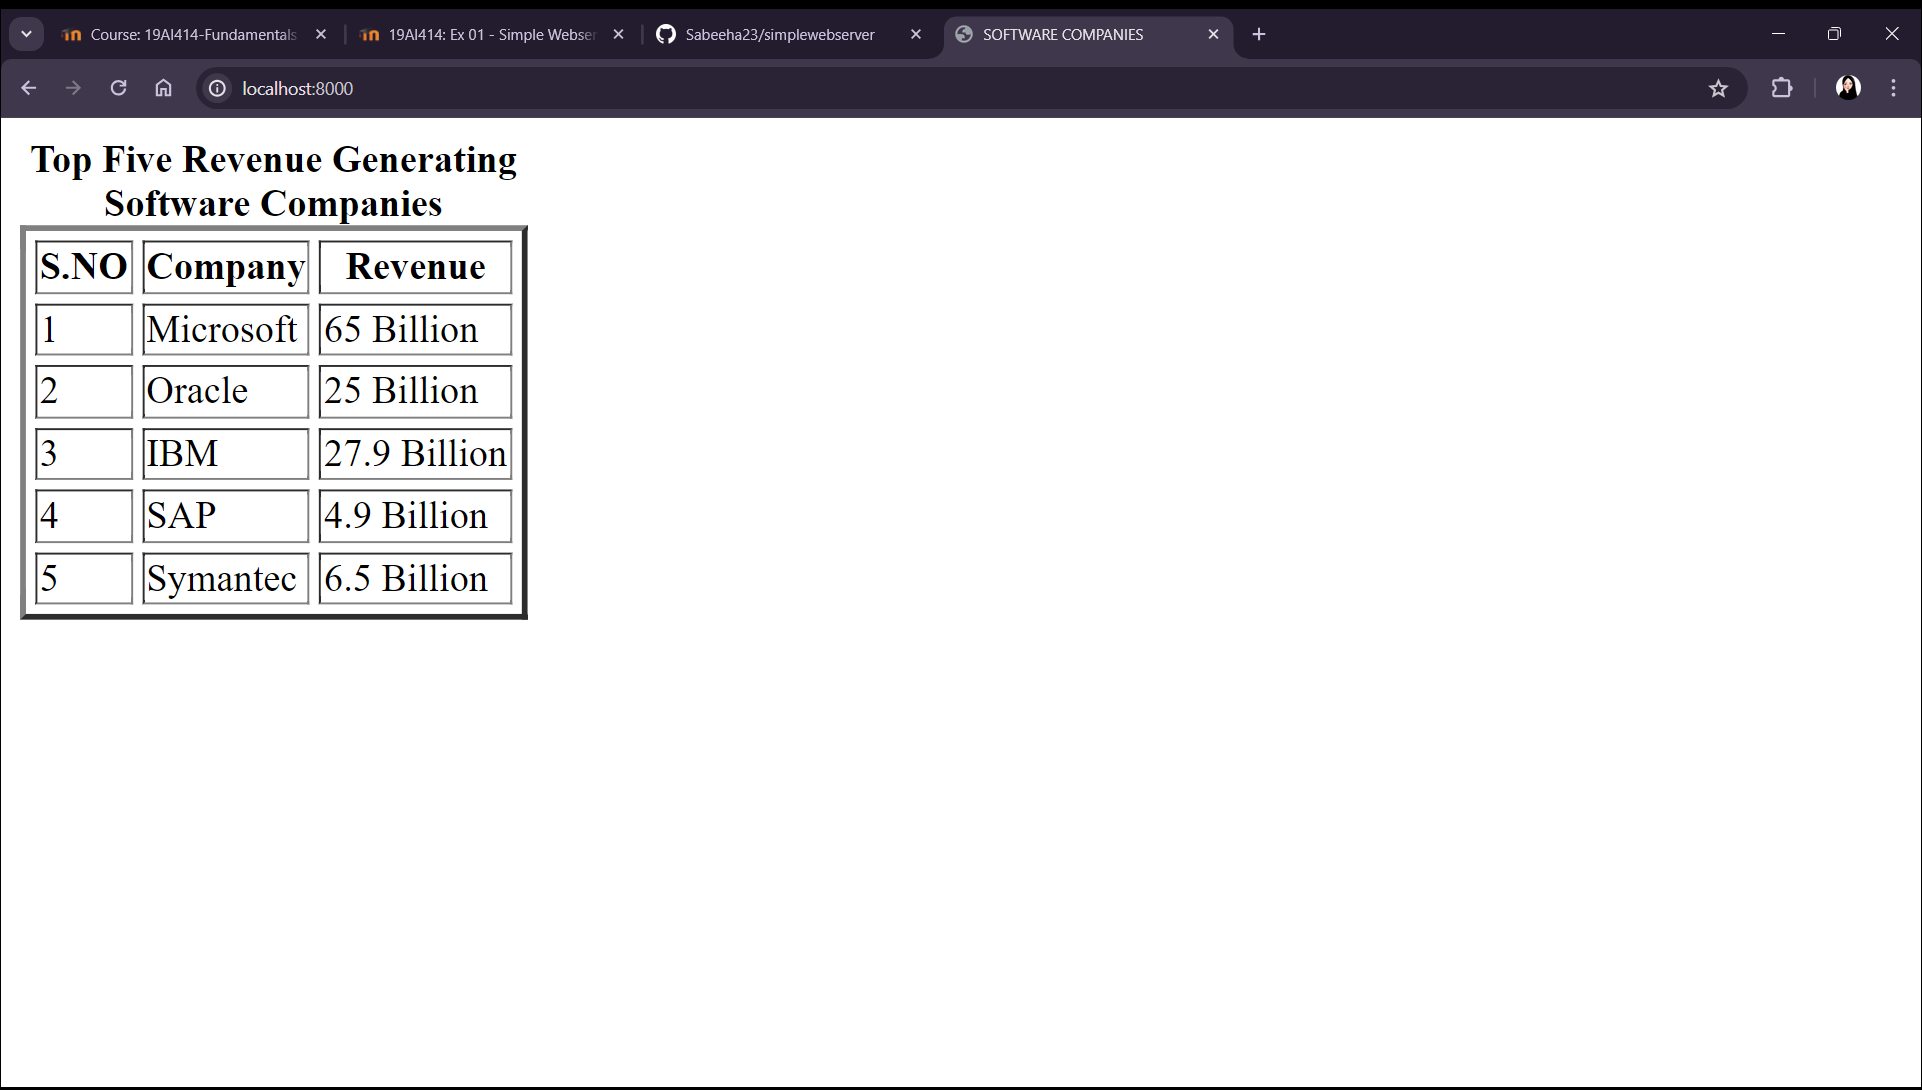 Course: 19AI414-Fundamentals
19AI414: Ex 01 - Simple Webser
Sabeeha23/simplewebserver
SOFTWARE COMPANIES
localhost:8000
Top Five Revenue Generating
Software Companies
S.NO Company Revenue
1 Microsoft 65 Billion
2 Oracle 25 Billion
3 IBM 27.9 Billion
4 SAP 4.9 Billion
5 Symantec 6.5 Billion